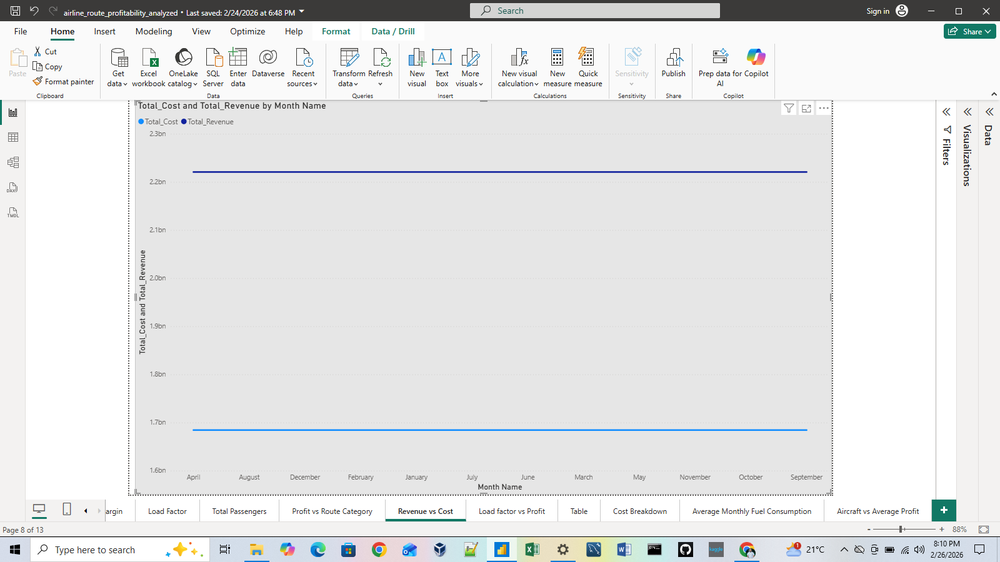 airline_route_profitability_analyzed • Last saved: 2/24/2026 at 6:48 PM
Search
Sign in
File
Home
Insert
Modeling
View
Optimize
Help
Format
Data / Drill
Share
Paste
Cut
Copy
Format painter
Clipboard
Get
data
Excel
workbook
OneLake
catalog
SQL
Server
Enter
data
Dataverse
Recent
sources
Data
Transform
data
Refresh
Queries
New
visual
Text
box
More
visuals
Insert
New visual
calculation
New
measure
Quick
measure
Calculations
Sensitivity
Sensitivity
Publish
Share
Prep data for
AI
Copilot
Copilot
DAX
TMDL
Total_Cost and Total_Revenue by Month Name
Total_Cost
Total_Revenue
2.3bn
2.2bn
2.1bn
2.0bn
1.9bn
1.8bn
1.7bn
1.6bn
Total_Cost and Total_Revenue
April
August
December
February
January
July
June
March
May
November
October
September
Month Name
Filters
Visualizations
Data
argin
Load Factor
Total Passengers
Profit vs Route Category
Revenue vs Cost
Load factor vs Profit
Table
Cost Breakdown
Average Monthly Fuel Consumption
Aircraft vs Average Profit
+
Page 8 of 13
- + 88%
Type here to search
kaggle
1
21°C
8:10 PM
2/26/2026